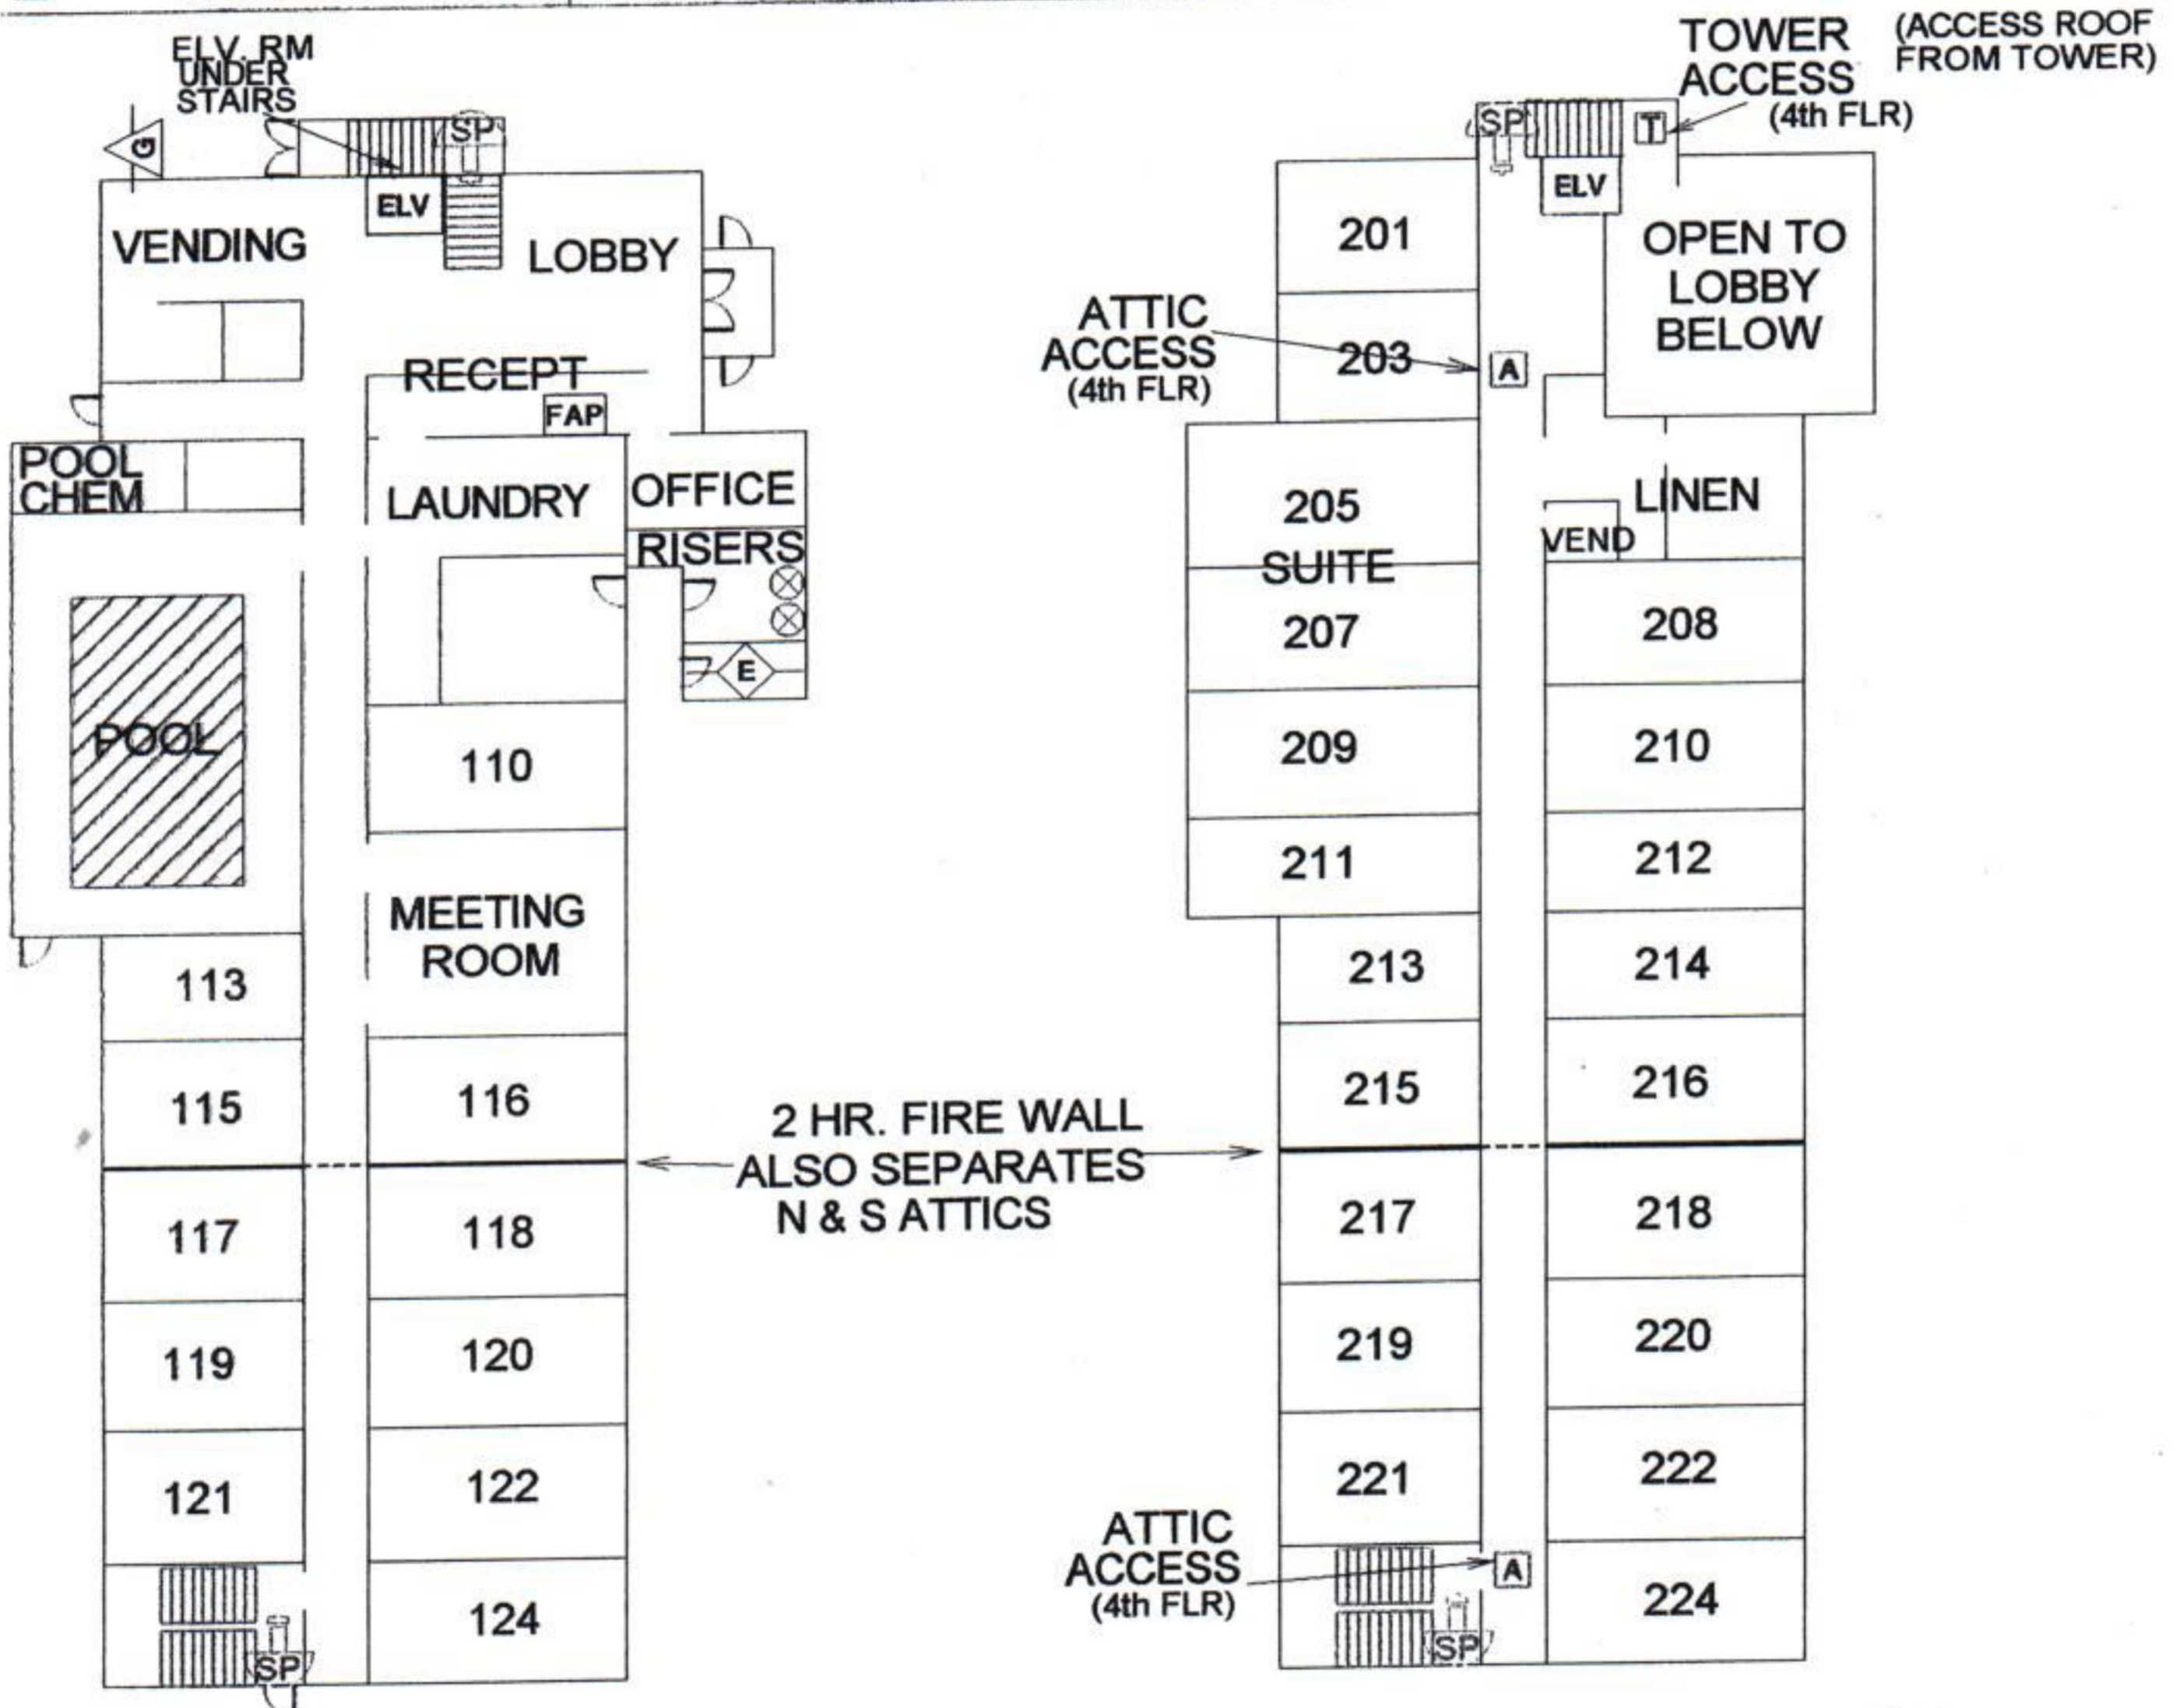 ELV. RM
UNDER
STAIRS
G
SP
ELV
VENDING
LOBBY
RECEPT
FAP
POOL
CHEM
LAUNDRY
OFFICE
RISERS
E
POOL
110
MEETING
ROOM
113
115
116
117
118
119
120
121
122
124
SP
2 HR. FIRE WALL
ALSO SEPARATES
N & S ATTICS
TOWER
ACCESS
(4th FLR)
(ACCESS ROOF
FROM TOWER)
SP
T
ELV
201
OPEN TO
LOBBY
BELOW
ATTIC
ACCESS
(4th FLR)
203
A
205
SUITE
207
LINEN
VEND
208
209
210
211
212
213
214
215
216
217
218
219
220
221
222
ATTIC
ACCESS
(4th FLR)
A
224
SP